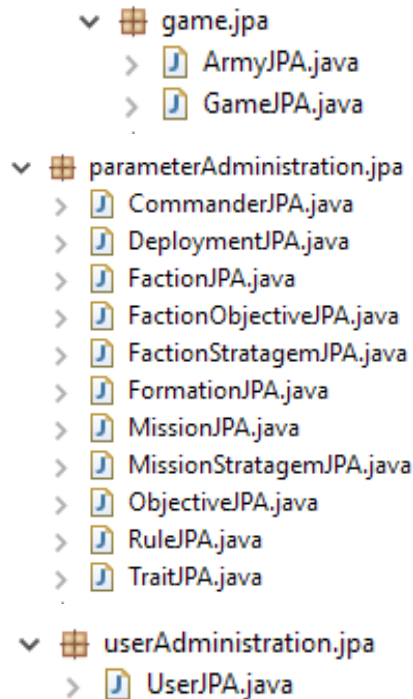 game.jpa
ArmyJPA.java
GameJPA.java
parameterAdministration.jpa
CommanderJPA.java
DeploymentJPA.java
FactionJPA.java
FactionObjectiveJPA.java
FactionStratagemJPA.java
FormationJPA.java
MissionJPA.java
MissionStratagemJPA.java
ObjectiveJPA.java
RuleJPA.java
TraitJPA.java
userAdministration.jpa
UserJPA.java